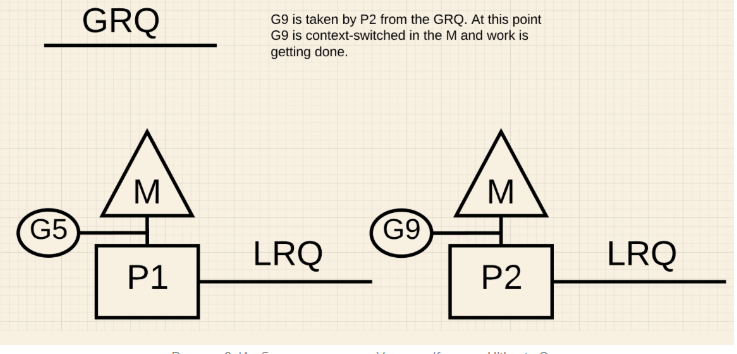 GRQ
G9 is taken by P2 from the GRQ. At this point
G9 is context-switched in the M and work is
getting done.
M
M
G5
G9
LRQ
LRQ
P1
P2